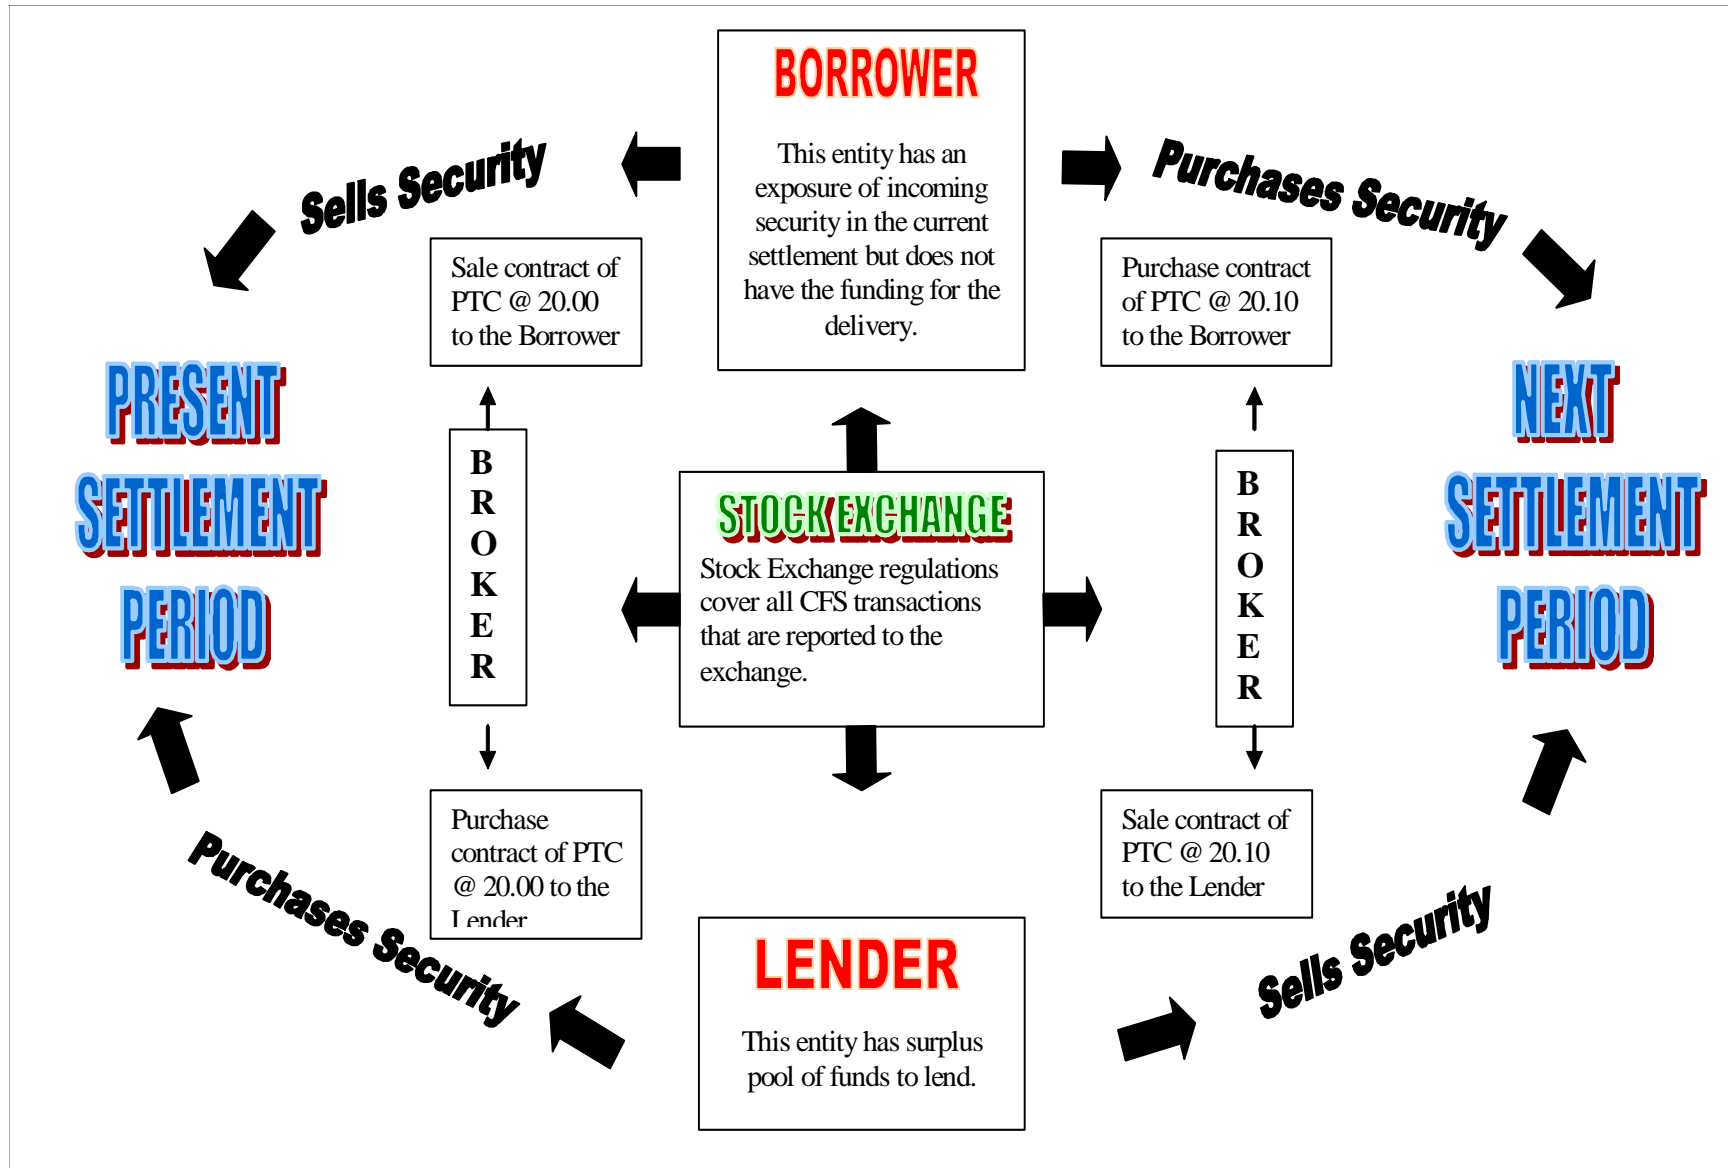 BORROWER
This entity has an
exposure of incoming
security in the current
settlement but does not
have the funding for the
delivery.
Sells Security
Purchases Security
Sale contract of
PTC @ 20.00
to the Borrower
Purchase contract
of PTC @ 20.10
to the Borrower
PRESENT
SETTLEMENT
PERIOD
NEXT
SETTLEMENT
PERIOD
BROKER
STOCK EXCHANGE
Stock Exchange regulations
cover all CFS transactions
that are reported to the
exchange.
BROKER
Purchase
contract of PTC
@ 20.00 to the
Lender
Sale contract of
PTC @ 20.10
to the Lender
Purchases Security
Sells Security
LENDER
This entity has surplus
pool of funds to lend.